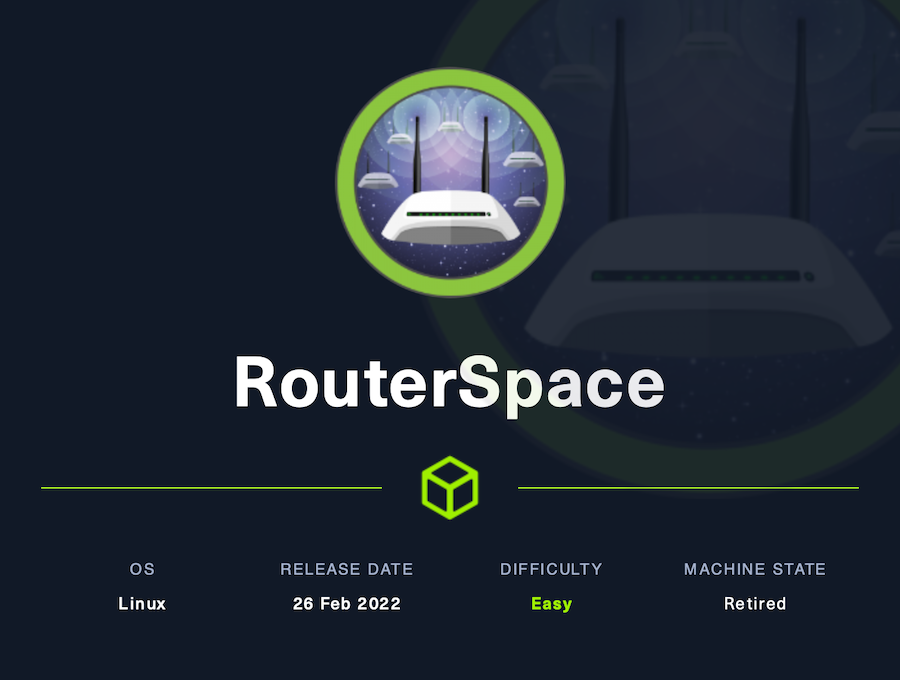 RouterSpace
OS RELEASE DATE DIFFICULTY MACHINE STATE
Linux 26 Feb 2022 Easy Retired